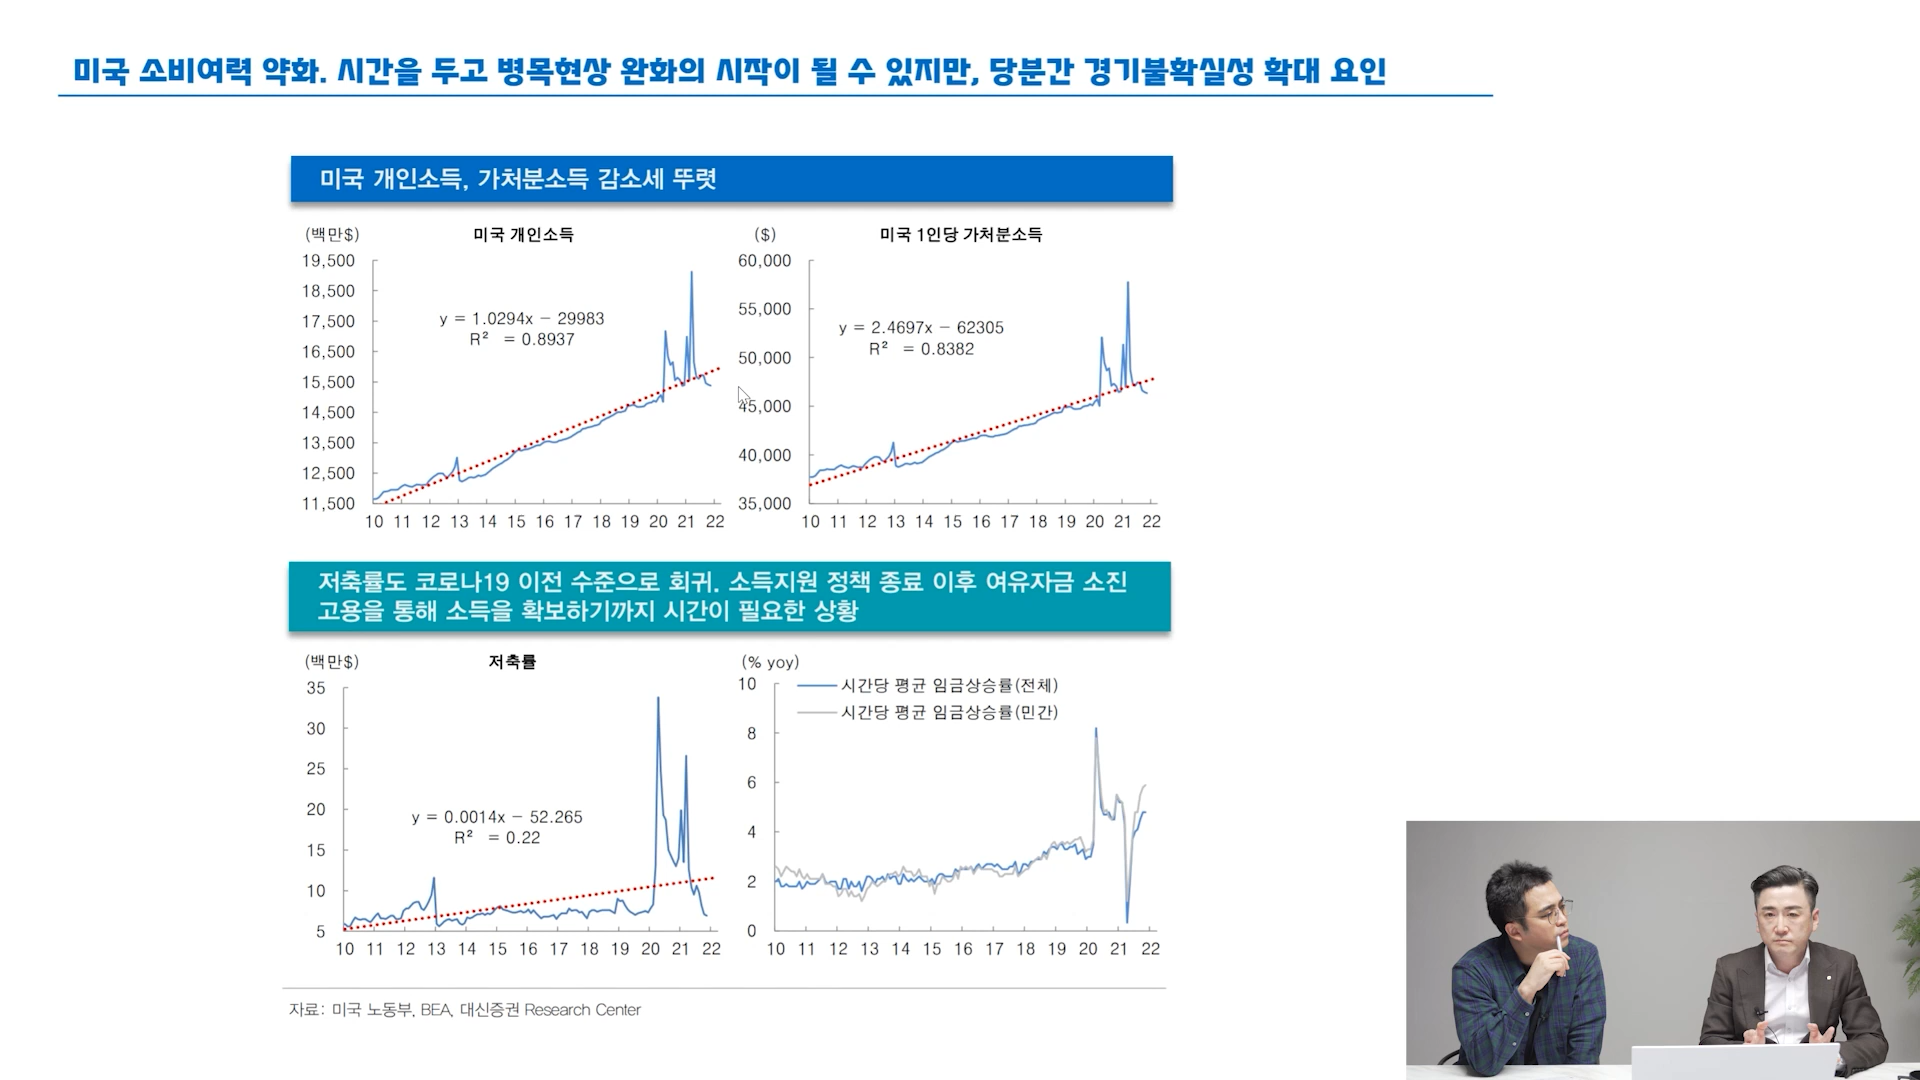 미국 소비여력 약화. 시간을 두고 병목현상 완화의 시작이 될 수 있지만, 당분간 경기불확실성 확대 요인
미국 개인소득, 가처분소득 감소세 뚜렷
(백만$)
미국 개인소득
19,500
18,500
17,500
16,500
15,500
14,500
13,500
12,500
11,500
y = 1.0294x − 29983
R² = 0.8937
10 11 12 13 14 15 16 17 18 19 20 21 22
($)
미국 1인당 가처분소득
60,000
55,000
50,000
45,000
40,000
35,000
y = 2.4697x − 62305
R² = 0.8382
10 11 12 13 14 15 16 17 18 19 20 21 22
저축률도 코로나19 이전 수준으로 회귀. 소득지원 정책 종료 이후 여유자금 소진
고용을 통해 소득을 확보하기까지 시간이 필요한 상황
(백만$)
저축률
35
30
25
20
15
10
5
y = 0.0014x − 52.265
R² = 0.22
10 11 12 13 14 15 16 17 18 19 20 21 22
(% yoy)
시간당 평균 임금상승률(전체)
시간당 평균 임금상승률(민간)
10
8
6
4
2
0
10 11 12 13 14 15 16 17 18 19 20 21 22
자료: 미국 노동부, BEA, 대신증권 Research Center